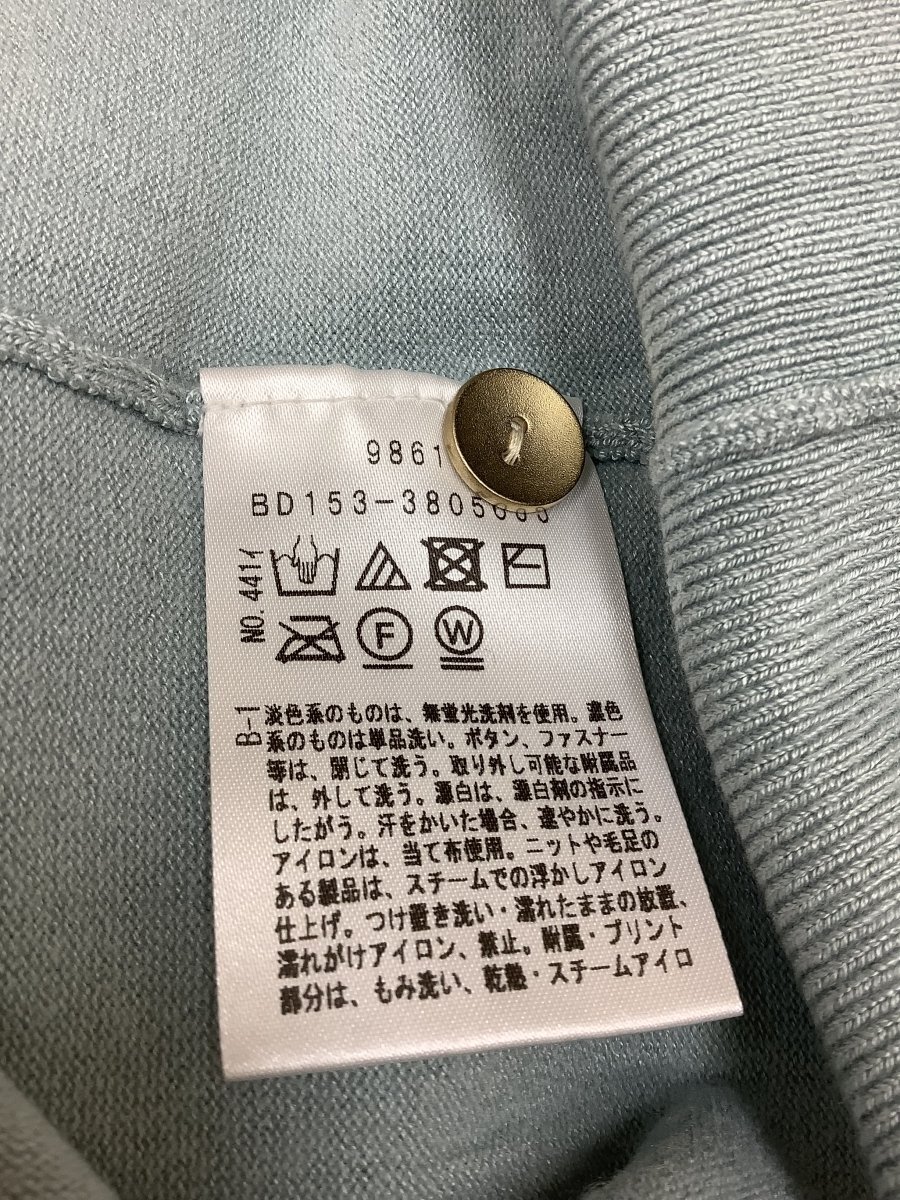 9861
BD153-3805
NO.441イ
F
W
B-1
淡色系のものは、無蛍光洗剤を使用。濃色
系のものは単品洗い。ボタン、ファスナー
等は、閉じて洗う。取り外し可能な附属品
は、外して洗う。漂白は、漂白剤の指示に
したがう。汗をかいた場合、速やかに洗う。
アイロンは、当て布使用。ニットや毛足の
ある製品は、スチームでの浮かしアイロン
仕上げ。つけ置き洗い・濡れたままの放置、
濡れがけアイロン、禁止。附属・プリント
部分は、もみ洗い、乾熱・スチームアイロ